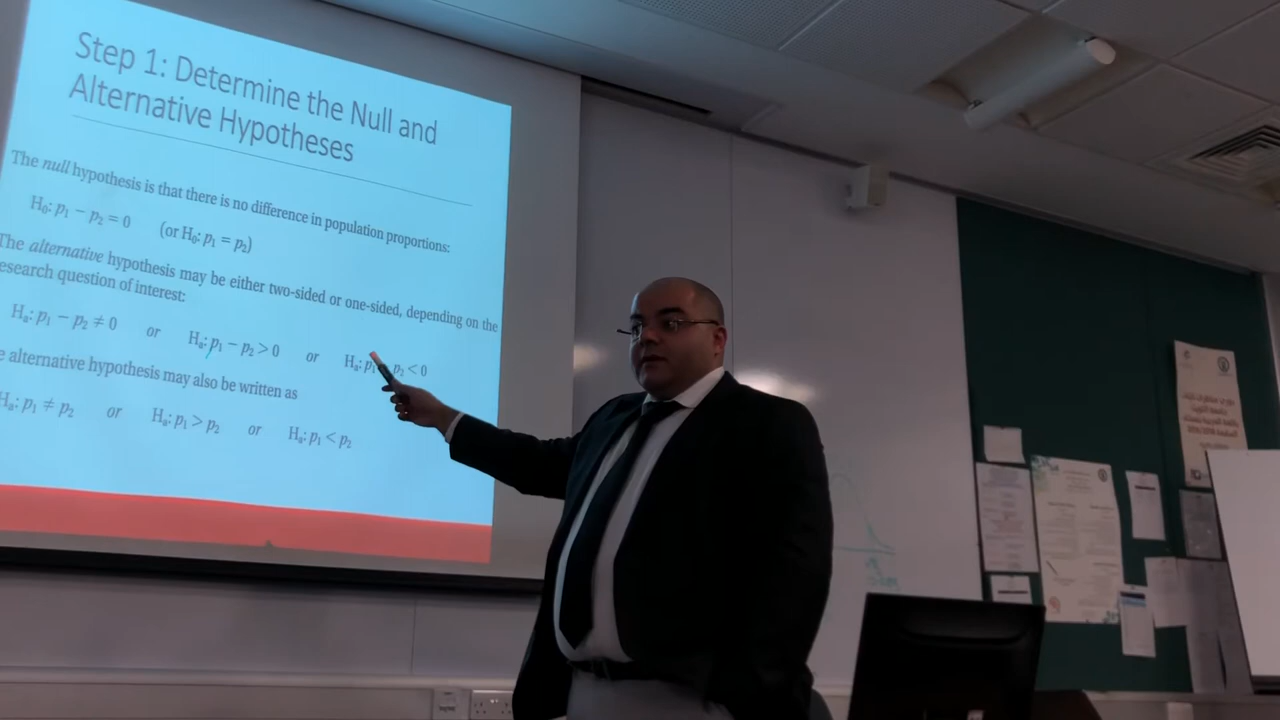 Step 1: Determine the Null and
Alternative Hypotheses
The null hypothesis is that there is no difference in population proportions:
H₀: p₁ − p₂ = 0 (or H₀: p₁ = p₂)
The alternative hypothesis may be either two-sided or one-sided, depending on the
esearch question of interest:
Hₐ: p₁ − p₂ ≠ 0 or Hₐ: p₁ − p₂ > 0 or Hₐ: p₁ p₂ < 0
e alternative hypothesis may also be written as
Hₐ: p₁ ≠ p₂ or Hₐ: p₁ > p₂ or Hₐ: p₁ < p₂